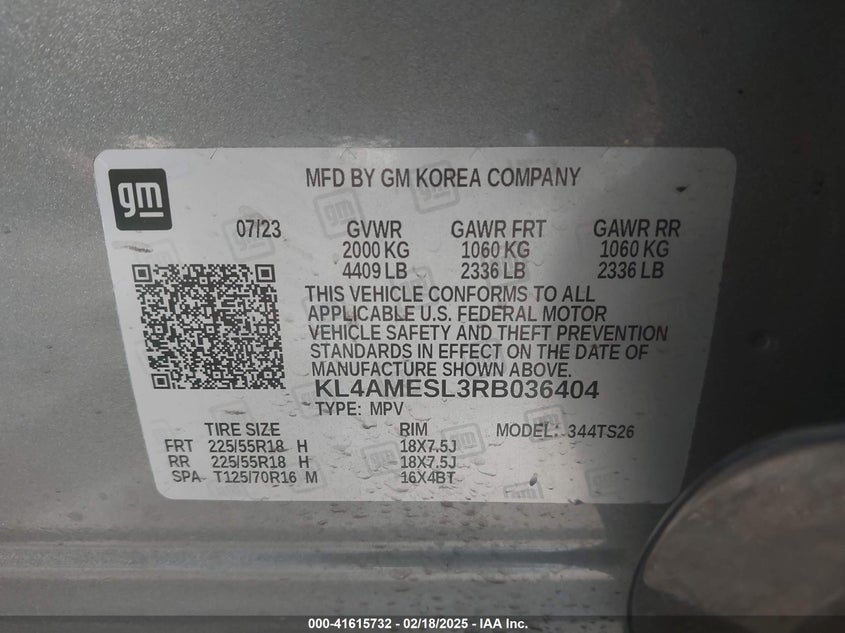 gm
MFD BY GM KOREA COMPANY
07/23 GVWR GAWR FRT GAWR RR
2000 KG 1060 KG 1060 KG
4409 LB 2336 LB 2336 LB
THIS VEHICLE CONFORMS TO ALL
APPLICABLE U.S. FEDERAL MOTOR
VEHICLE SAFETY AND THEFT PREVENTION
STANDARDS IN EFFECT ON THE DATE OF
MANUFACTURE SHOWN ABOVE.
KL4AMESL3RB036404
TYPE: MPV
TIRE SIZE RIM MODEL: 344TS26
FRT 225/55R18 H 18X7.5J
RR 225/55R18 H 18X7.5J
SPA T125/70R16 M 16X4BT
000-41615732 - 02/18/2025 - IAA Inc.